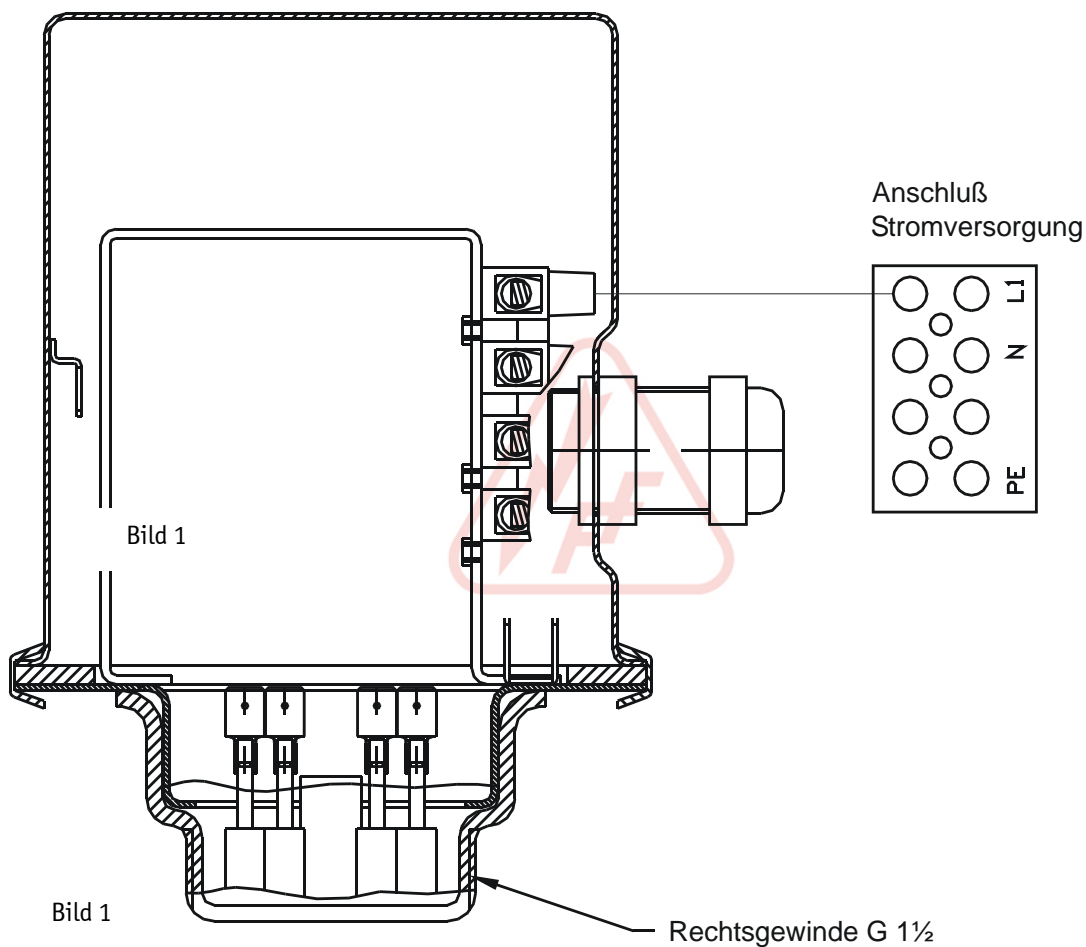 Anschluß
Stromversorgung
L1
N
PE
Bild 1
Bild 1
Rechtsgewinde G 1½